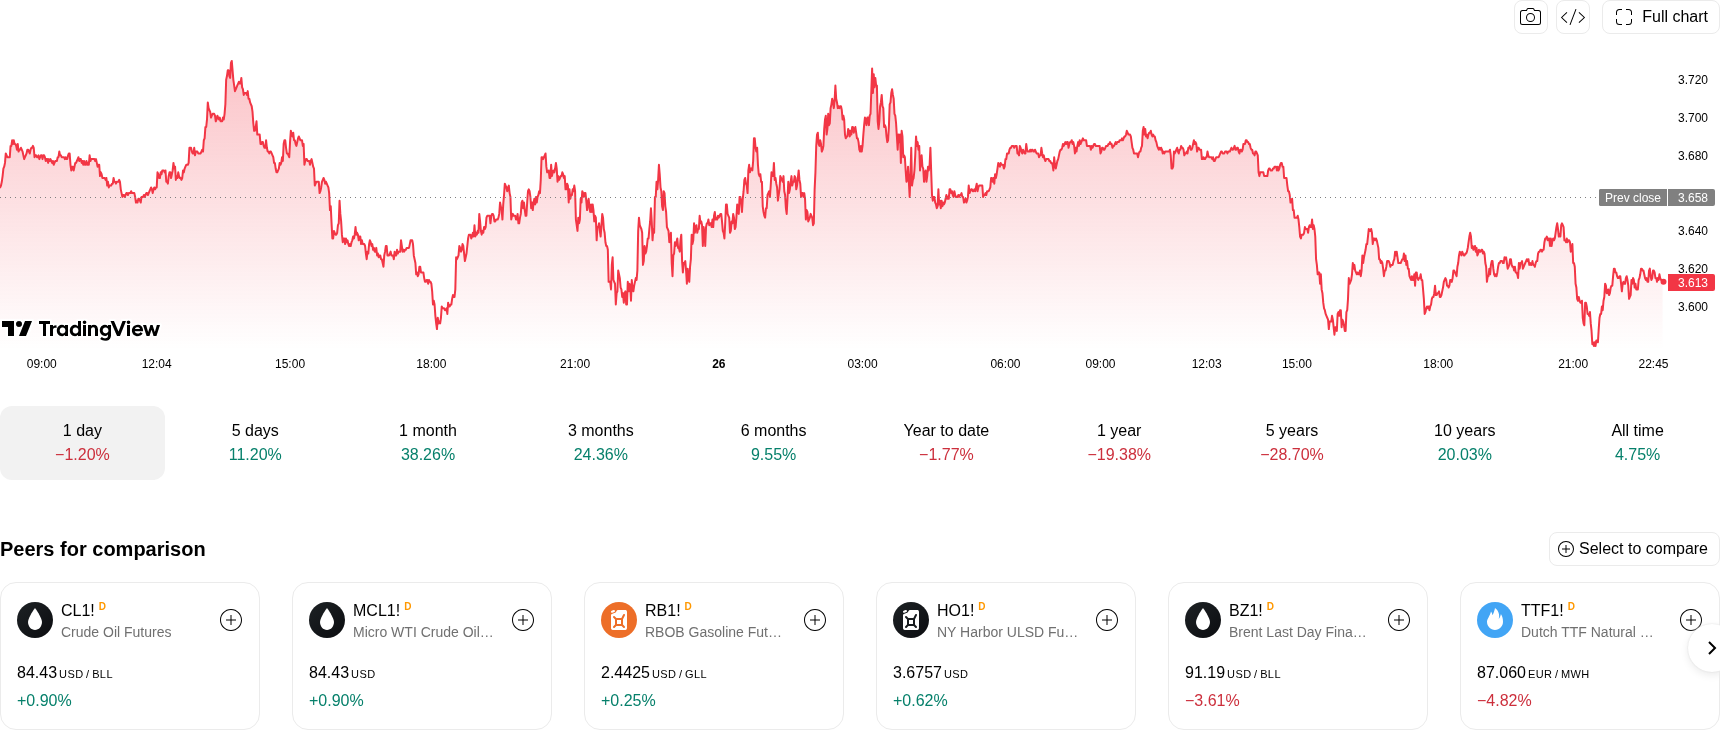 Full chart
3.720
3.700
3.680
Prev close 3.658
3.640
3.620
3.613
3.600
TradingView
09:00 12:04 15:00 18:00 21:00 26 03:00 06:00 09:00 12:03 15:00 18:00 21:00 22:45
1 day 5 days 1 month 3 months 6 months Year to date 1 year 5 years 10 years All time
−1.20% 11.20% 38.26% 24.36% 9.55% −1.77% −19.38% −28.70% 20.03% 4.75%
Peers for comparison
Select to compare
CL1! D
Crude Oil Futures
84.43 USD / BLL
+0.90%
MCL1! D
Micro WTI Crude Oil…
84.43 USD
+0.90%
RB1! D
RBOB Gasoline Fut…
2.4425 USD / GLL
+0.25%
HO1! D
NY Harbor ULSD Fu…
3.6757 USD
+0.62%
BZ1! D
Brent Last Day Fina…
91.19 USD / BLL
−3.61%
TTF1! D
Dutch TTF Natural …
87.060 EUR / MWH
−4.82%